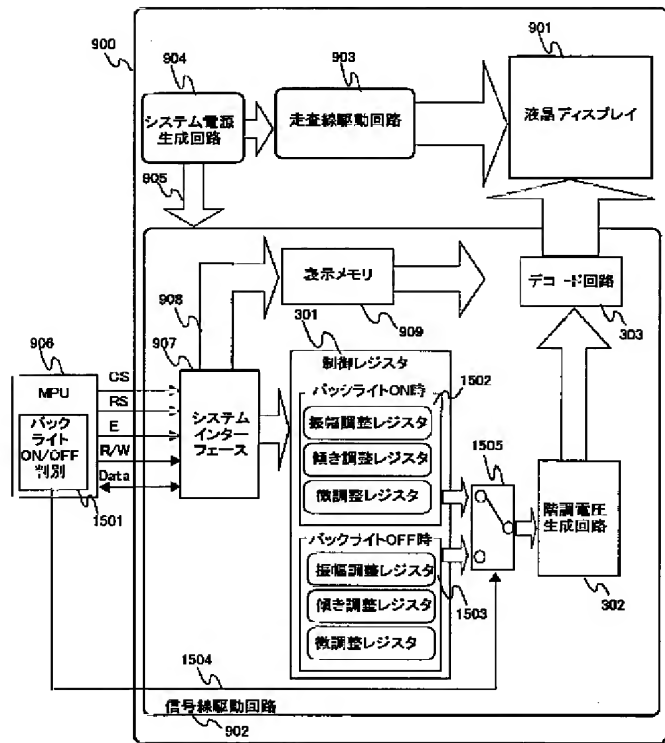 900
904
システム電源
生成回路
903
走査線駆動回路
901
液晶ディスプレイ
905
908
表示メモリ
909
デコード回路
303
906
MPU
バック
ライト
ON/OFF
判別
1501
CS
RS
E
R/W
Data
907
システム
インター
フェース
301
制御レジスタ
バックライトON時
1502
振幅調整レジスタ
傾き調整レジスタ
微調整レジスタ
バックライトOFF時
振幅調整レジスタ
1503
傾き調整レジスタ
微調整レジスタ
1505
階調電圧
生成回路
302
1504
信号線駆動回路
902